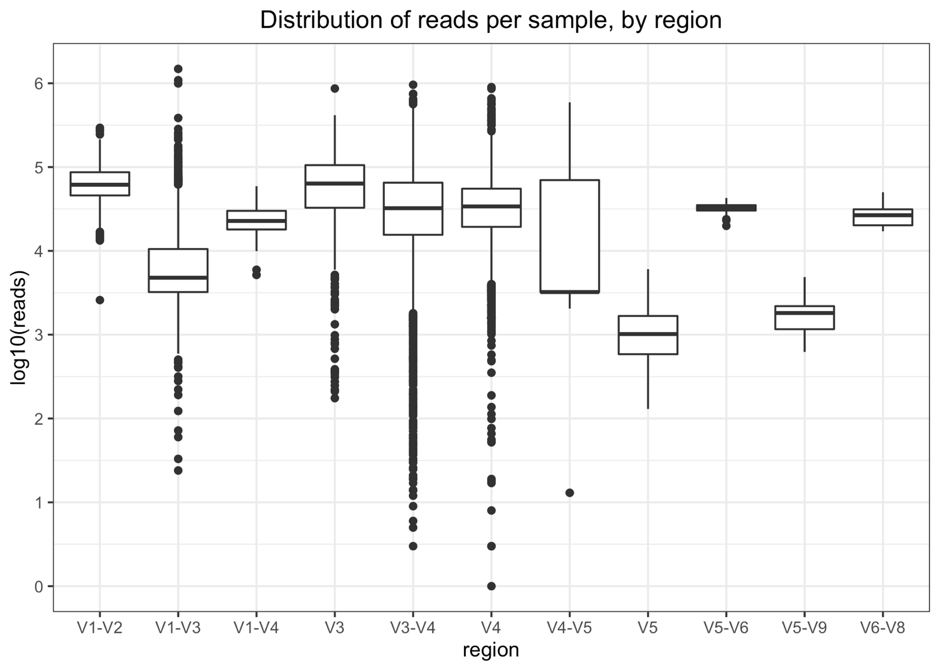 Distribution of reads per sample, by region
log10(reads)
6
5
4
3
2
1
0
V1-V2 V1-V3 V1-V4 V3 V3-V4 V4 V4-V5 V5 V5-V6 V5-V9 V6-V8
region